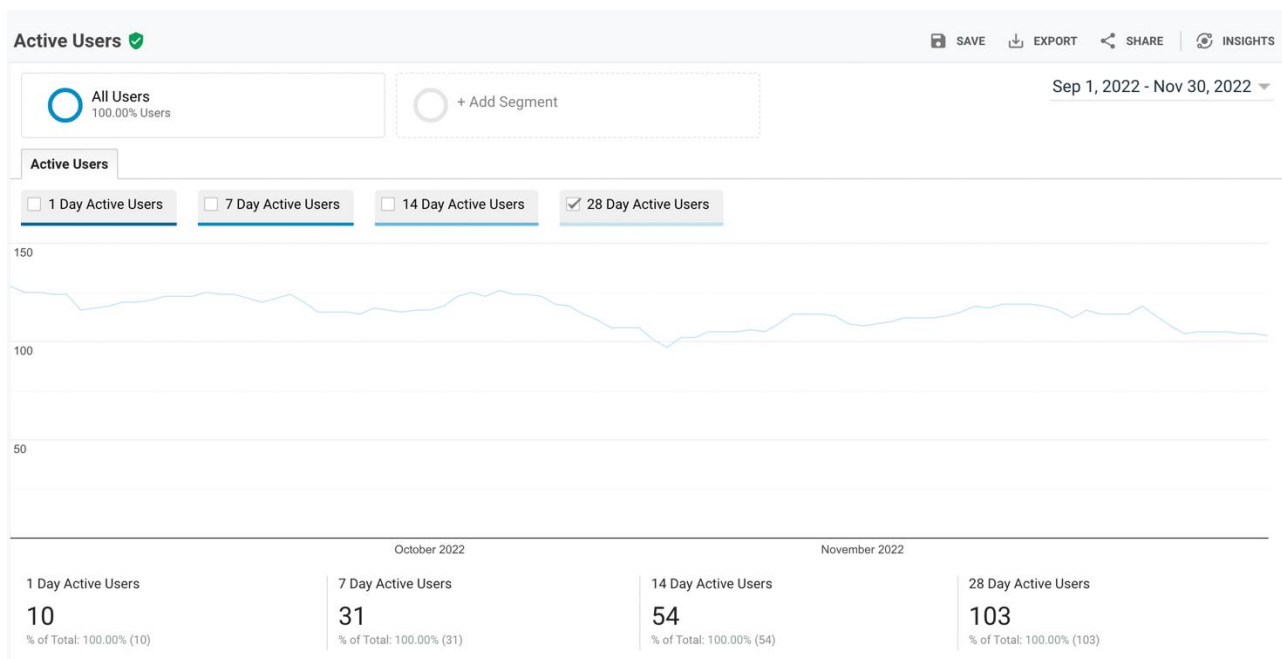 Active Users
SAVE EXPORT SHARE INSIGHTS
All Users
100.00% Users
+ Add Segment
Sep 1, 2022 - Nov 30, 2022
Active Users
1 Day Active Users
7 Day Active Users
14 Day Active Users
28 Day Active Users
150
100
50
October 2022
November 2022
1 Day Active Users
10
% of Total: 100.00% (10)
7 Day Active Users
31
% of Total: 100.00% (31)
14 Day Active Users
54
% of Total: 100.00% (54)
28 Day Active Users
103
% of Total: 100.00% (103)